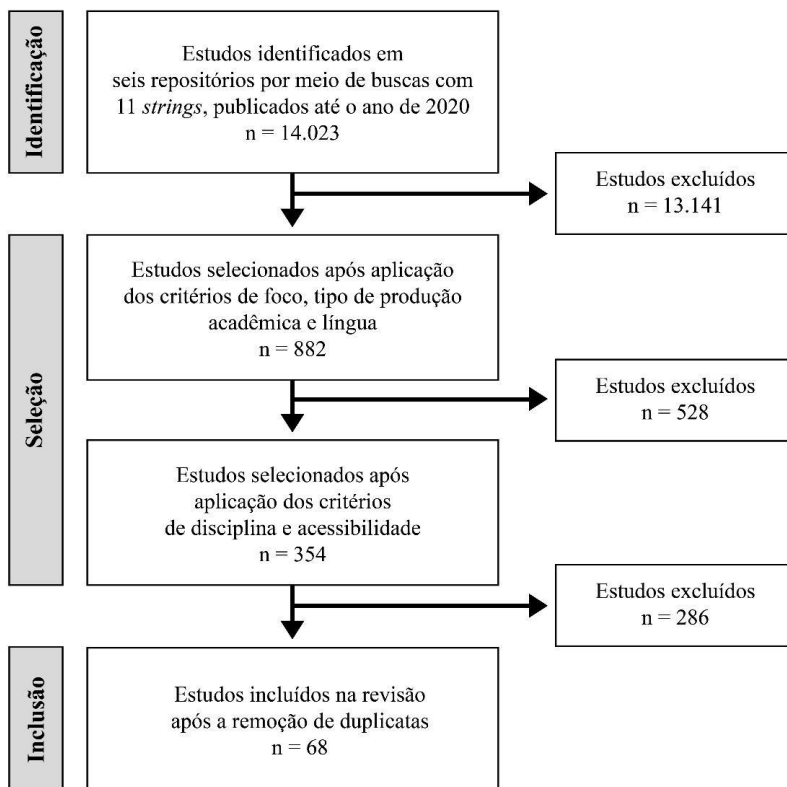 Identificação
Estudos identificados em
seis repositórios por meio de buscas com
11 strings, publicados até o ano de 2020
n = 14.023
Estudos excluídos
n = 13.141
Seleção
Estudos selecionados após aplicação
dos critérios de foco, tipo de produção
acadêmica e língua
n = 882
Estudos excluídos
n = 528
Estudos selecionados após
aplicação dos critérios
de disciplina e acessibilidade
n = 354
Estudos excluídos
n = 286
Inclusão
Estudos incluídos na revisão
após a remoção de duplicatas
n = 68